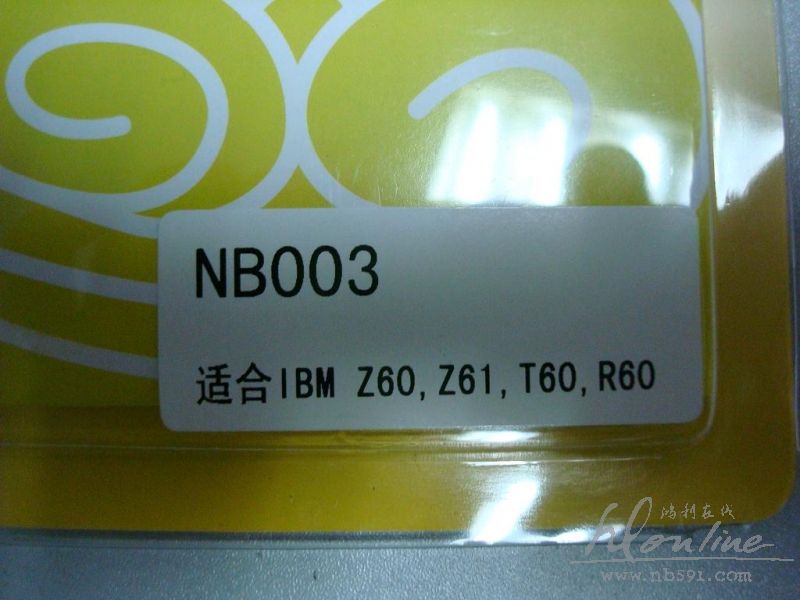 NB003
适合IBM Z60,Z61,T60,R60
鸿利在线
hlonline
www.nb591.com